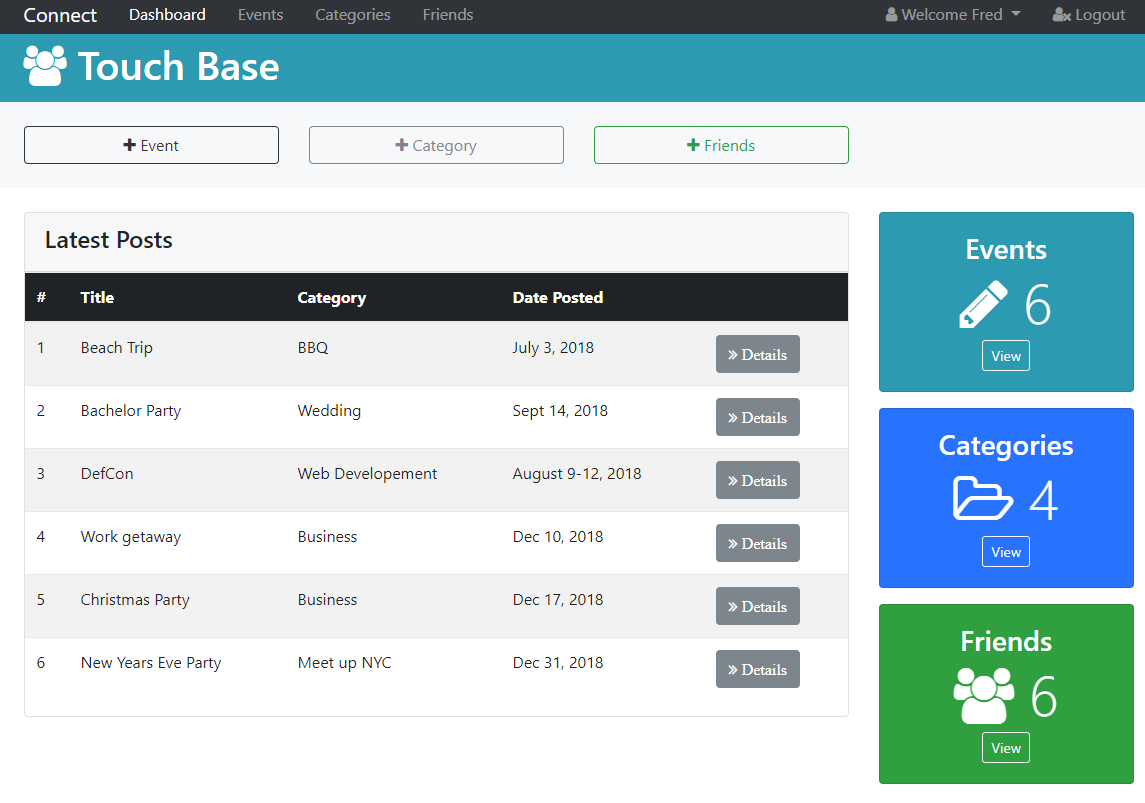 Connect Dashboard Events Categories Friends Welcome Fred Logout
Touch Base
Event Category Friends
Latest Posts
# Title Category Date Posted
1 Beach Trip BBQ July 3, 2018 » Details
2 Bachelor Party Wedding Sept 14, 2018 » Details
3 DefCon Web Developement August 9-12, 2018 » Details
4 Work getaway Business Dec 10, 2018 » Details
5 Christmas Party Business Dec 17, 2018 » Details
6 New Years Eve Party Meet up NYC Dec 31, 2018 » Details
Events
6
View
Categories
4
View
Friends
6
View